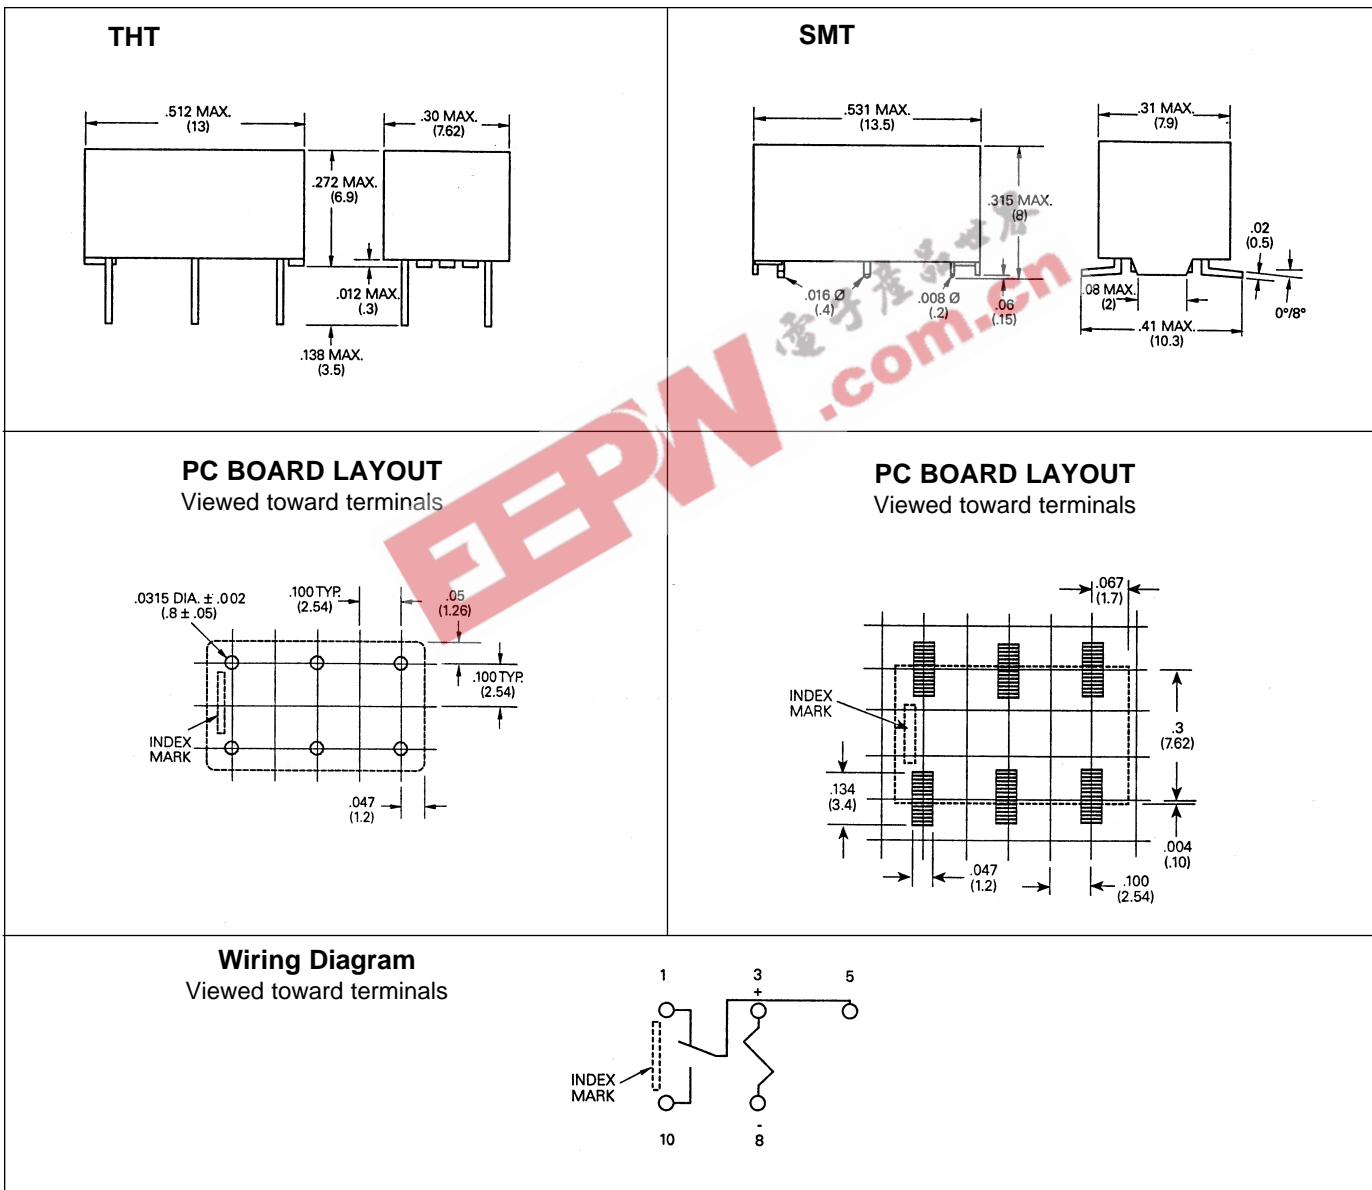 THT
.512 MAX.
(13)
.30 MAX.
(7.62)
.272 MAX.
(6.9)
.012 MAX.
(.3)
.138 MAX.
(3.5)
SMT
.531 MAX.
(13.5)
.31 MAX.
(7.9)
.315 MAX.
(8)
.02
(0.5)
.016 Ø
(.4)
.008 Ø
(.2)
.06
(.15)
.08 MAX.
(2)
0°/8°
.41 MAX.
(10.3)
電子產品世界
.com.cn
EEPW
PC BOARD LAYOUT
Viewed toward terminals
.0315 DIA. ± .002
(.8 ± .05)
.100 TYP.
(2.54)
.05
(1.26)
.100 TYP.
(2.54)
INDEX
MARK
.047
(1.2)
PC BOARD LAYOUT
Viewed toward terminals
.067
(1.7)
INDEX
MARK
.3
(7.62)
.134
(3.4)
.004
(.10)
.047
(1.2)
.100
(2.54)
Wiring Diagram
Viewed toward terminals
1
3
5
+
INDEX
MARK
10
-
8